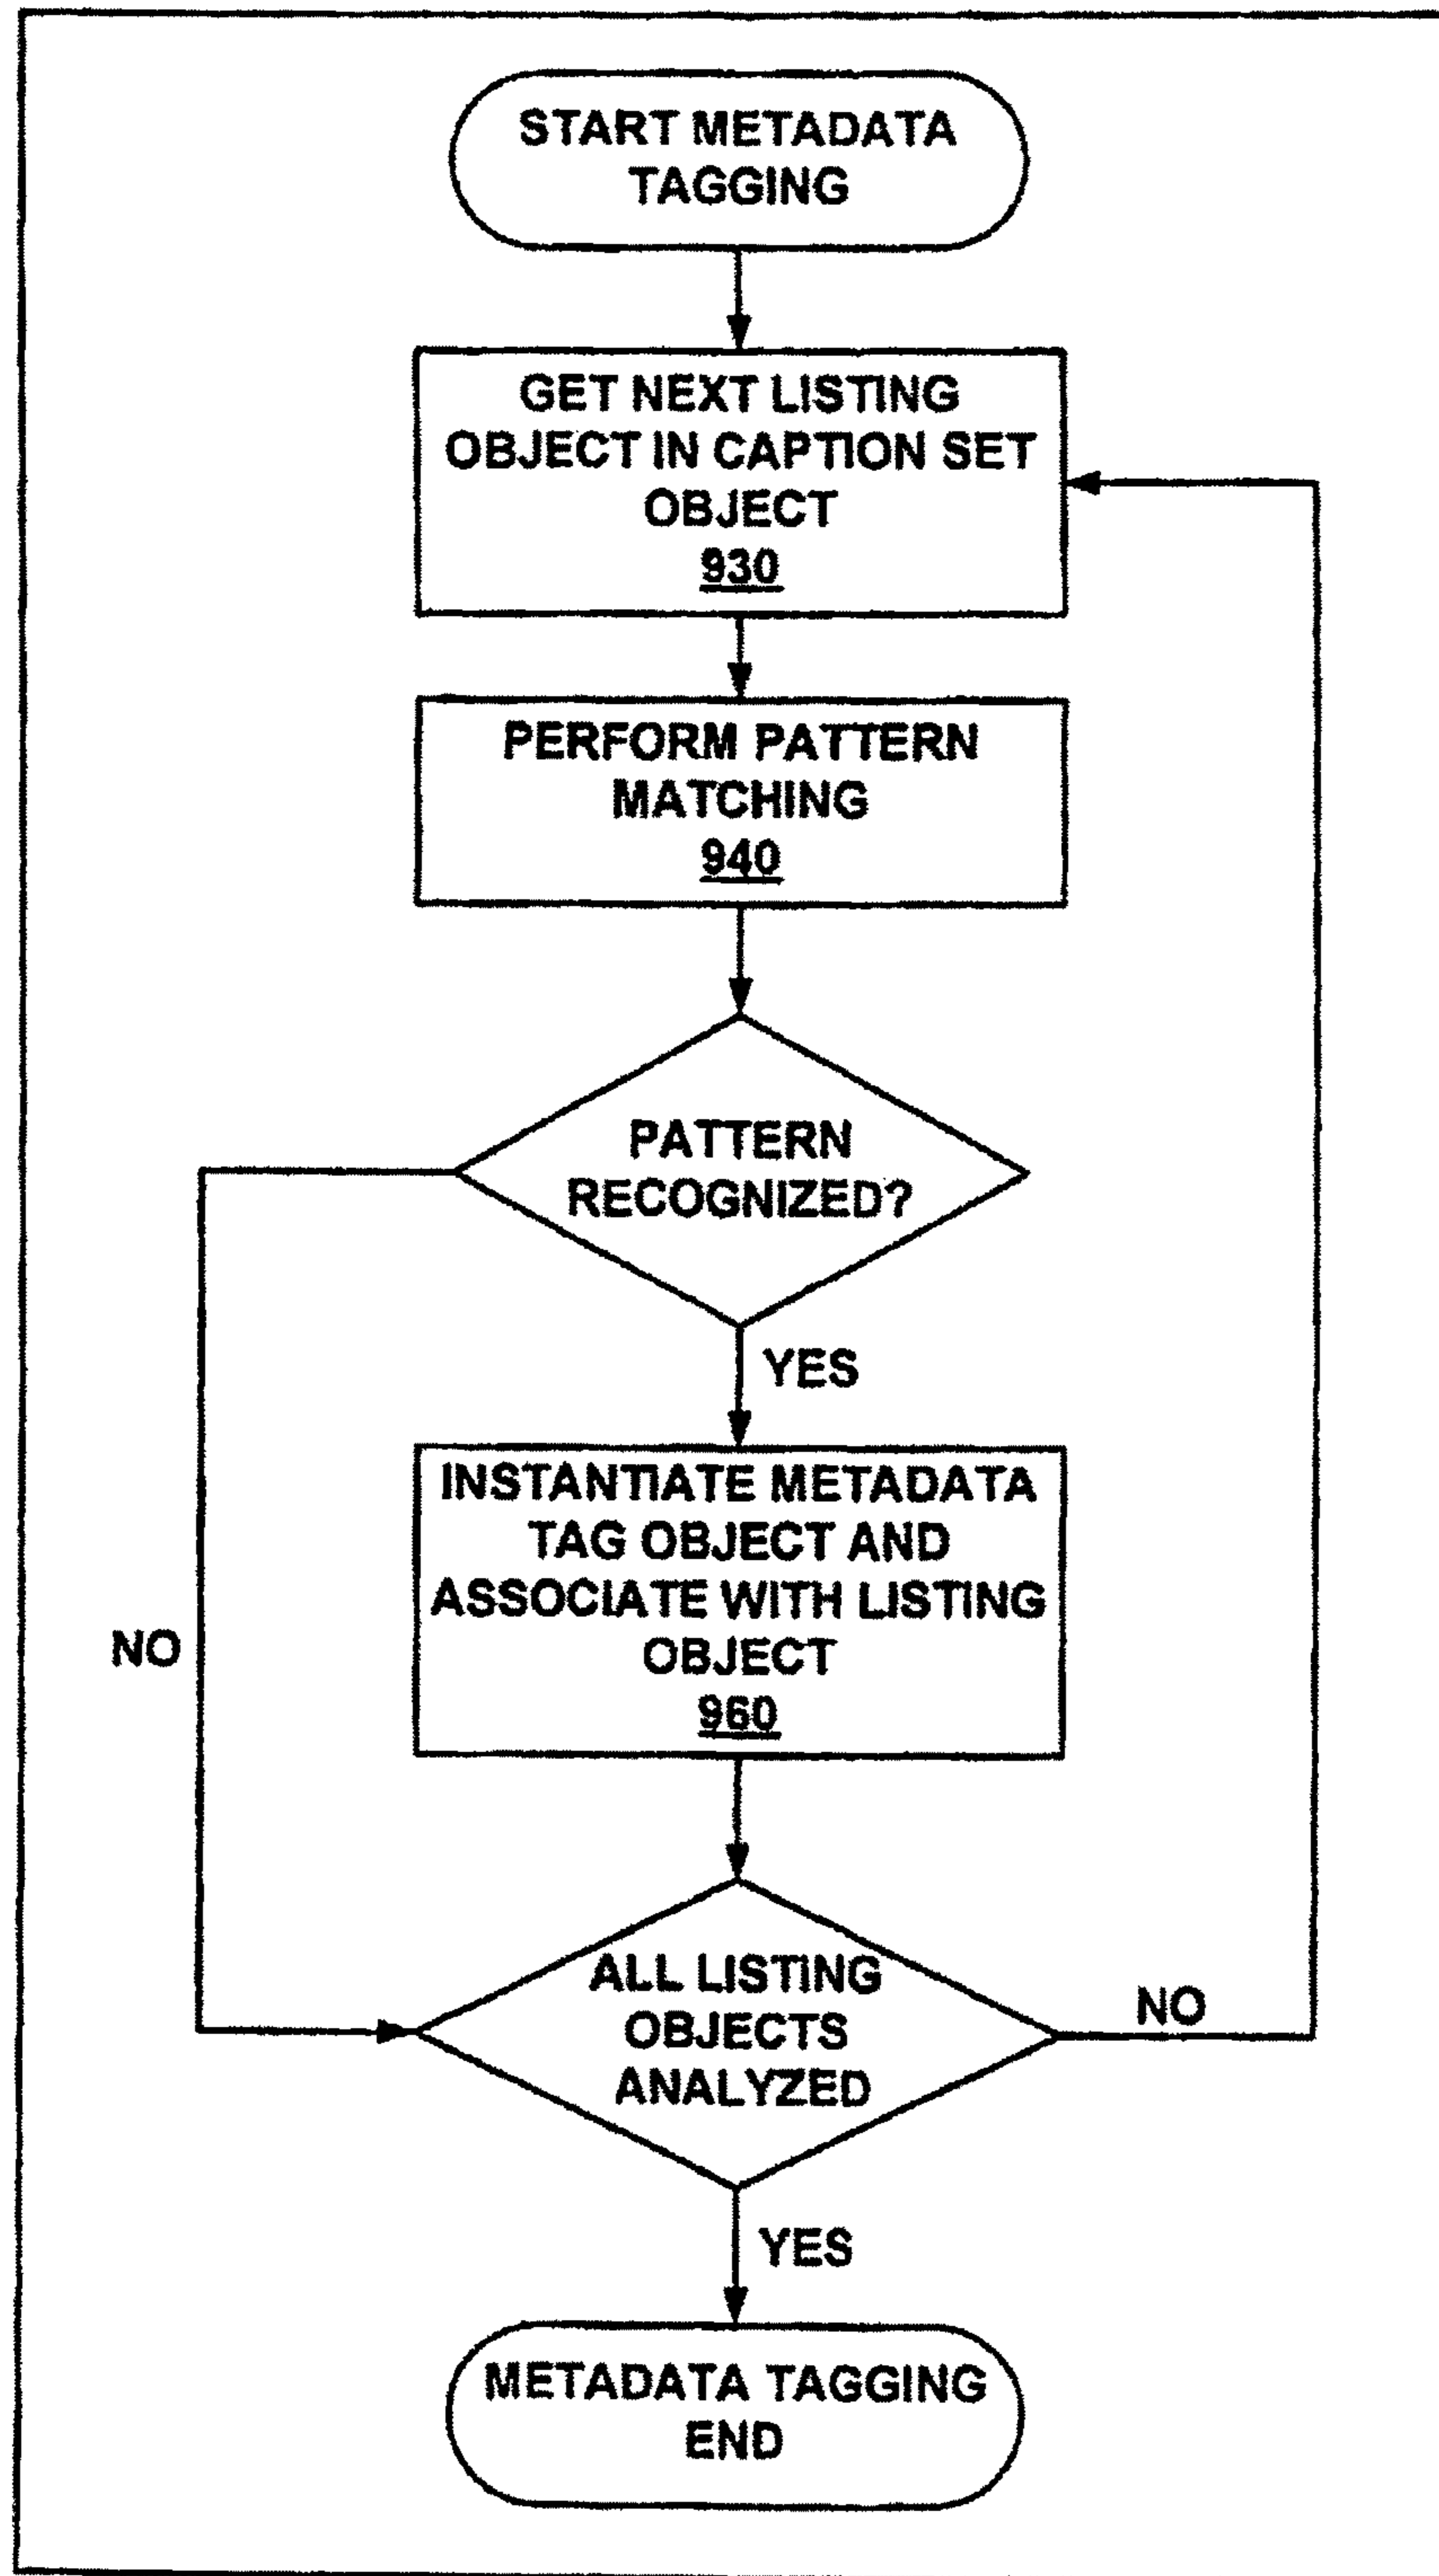 START METADATA
TAGGING
GET NEXT LISTING
OBJECT IN CAPTION SET
OBJECT
930
PERFORM PATTERN
MATCHING
940
PATTERN
RECOGNIZED?
YES
INSTANTIATE METADATA
TAG OBJECT AND
ASSOCIATE WITH LISTING
OBJECT
960
NO
ALL LISTING
OBJECTS
ANALYZED
NO
YES
METADATA TAGGING
END